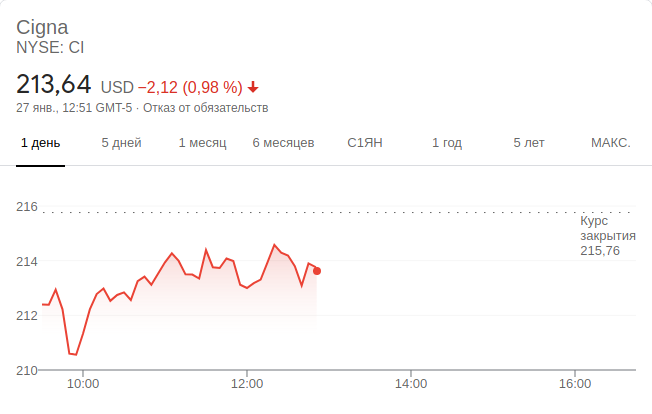 Cigna
NYSE: CI
213,64 USD −2,12 (0,98 %)
27 янв., 12:51 GMT-5 · Отказ от обязательств
1 день 5 дней 1 месяц 6 месяцев С1ЯН 1 год 5 лет МАКС.
216
Курс
закрытия
215,76
214
212
210
10:00 12:00 14:00 16:00